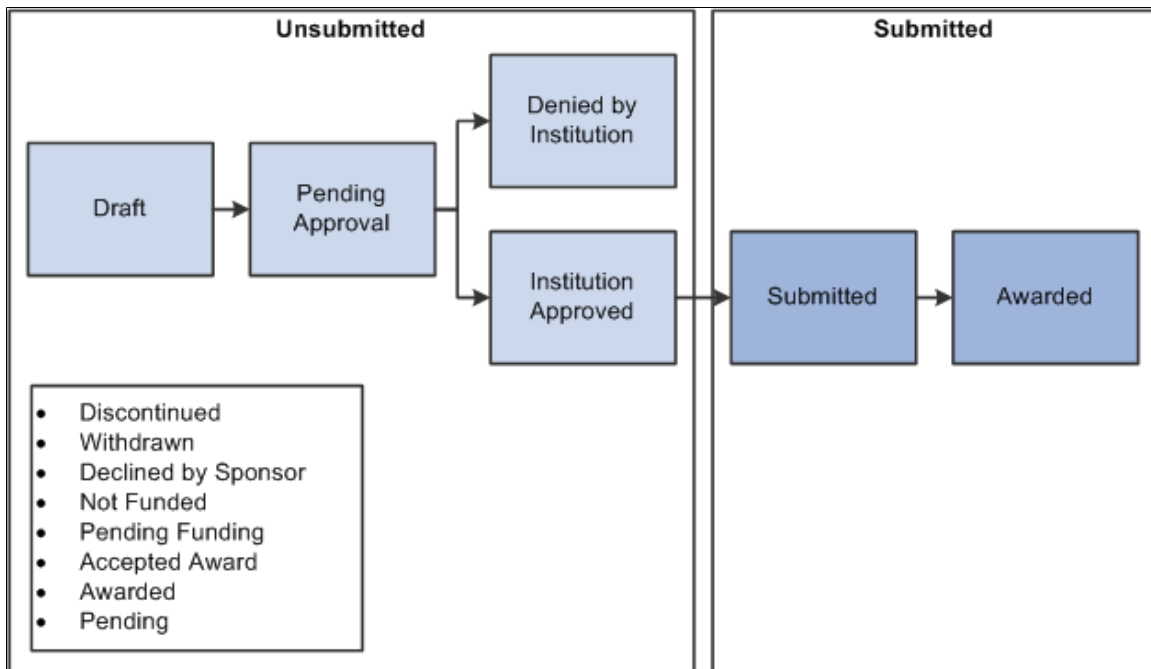 Unsubmitted
Submitted
Denied by
Institution
Draft
Pending
Approval
Institution
Approved
Submitted
Awarded
• Discontinued
• Withdrawn
• Declined by Sponsor
• Not Funded
• Pending Funding
• Accepted Award
• Awarded
• Pending